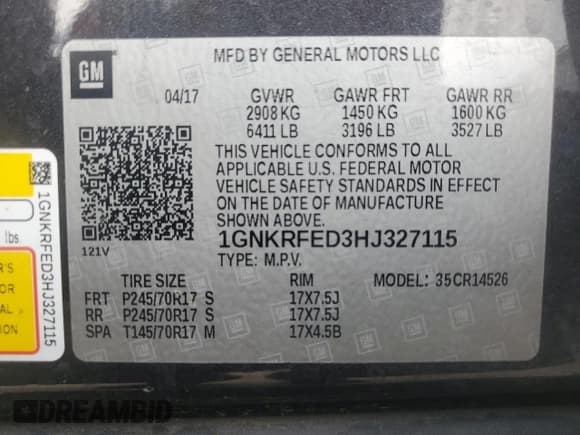 GM
MFD BY GENERAL MOTORS LLC
04/17 GVWR GAWR FRT GAWR RR
2908 KG 1450 KG 1600 KG
6411 LB 3196 LB 3527 LB
THIS VEHICLE CONFORMS TO ALL
APPLICABLE U.S. FEDERAL MOTOR
VEHICLE SAFETY STANDARDS IN EFFECT
ON THE DATE OF MANUFACTURE
SHOWN ABOVE.
121V
1GNKRFED3HJ327115
TYPE: M.P.V.
TIRE SIZE RIM MODEL: 35CR14526
FRT P245/70R17 S 17X7.5J
RR P245/70R17 S 17X7.5J
SPA T145/70R17 M 17X4.5B
1GNKRFED3HJ327115
lbs.
DREAMBID